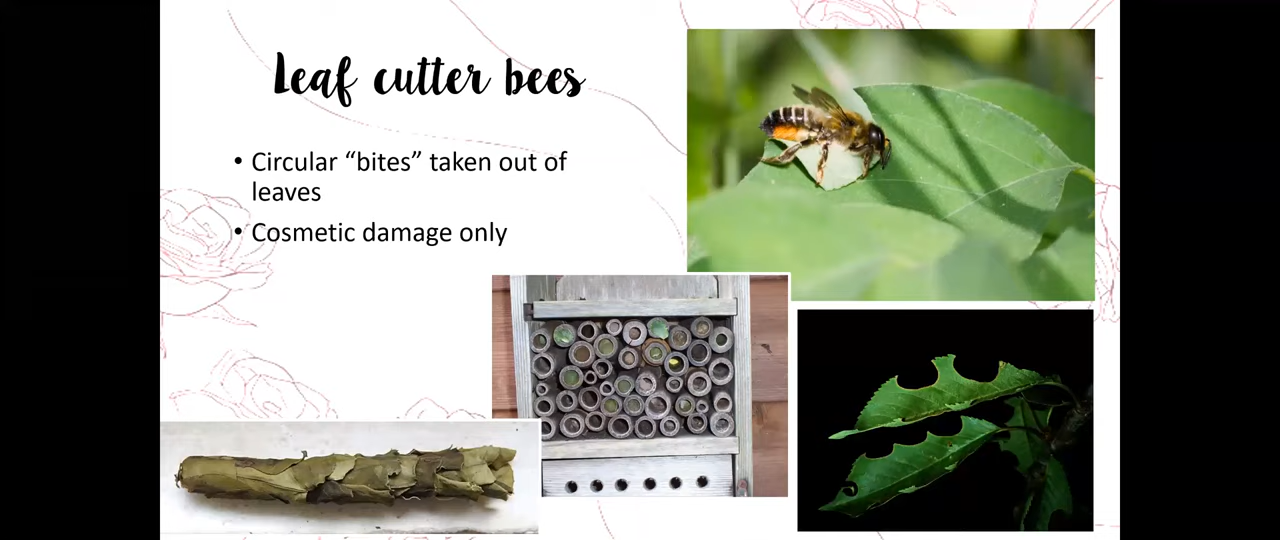 Leaf cutter bees
• Circular “bites” taken out of
leaves
• Cosmetic damage only